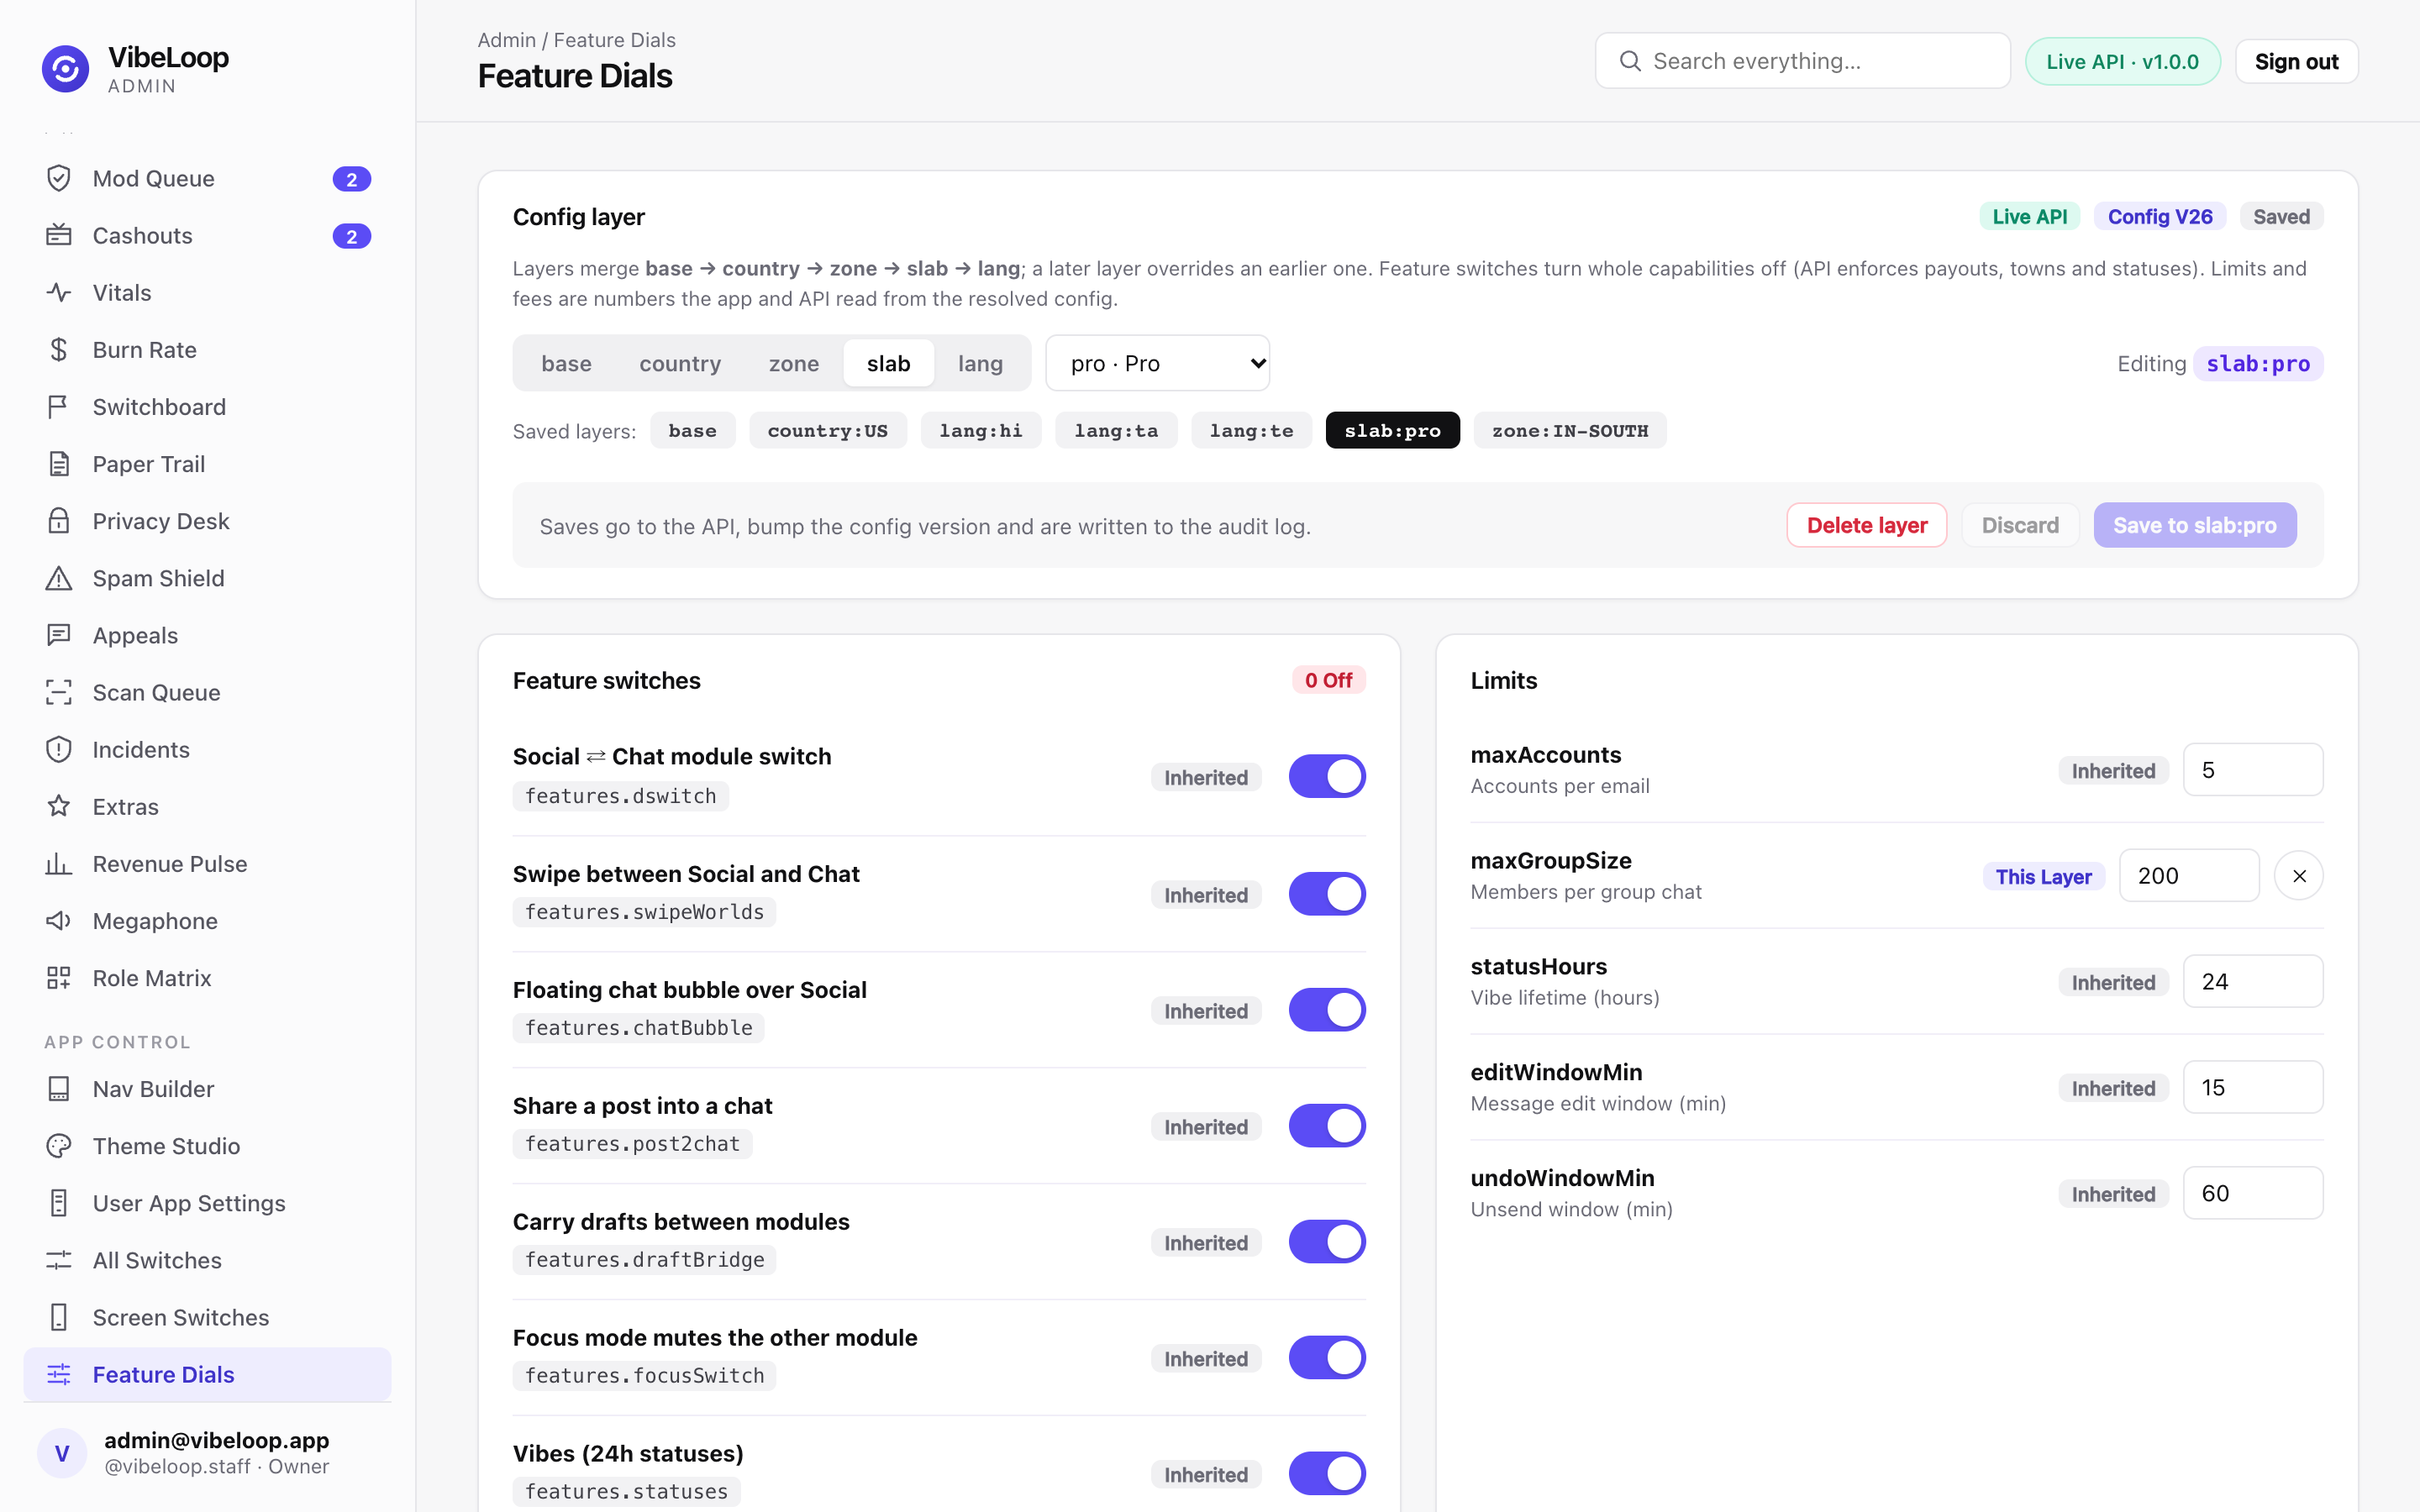 VibeLoop
ADMIN
Mod Queue 2
Cashouts 2
Vitals
Burn Rate
Switchboard
Paper Trail
Privacy Desk
Spam Shield
Appeals
Scan Queue
Incidents
Extras
Revenue Pulse
Megaphone
Role Matrix
APP CONTROL
Nav Builder
Theme Studio
User App Settings
All Switches
Screen Switches
Feature Dials
V
admin@vibeloop.app
@vibeloop.staff · Owner
Admin / Feature Dials
Feature Dials
Search everything...
Live API · v1.0.0
Sign out
Config layer
Live API
Config V26
Saved
Layers merge base → country → zone → slab → lang; a later layer overrides an earlier one. Feature switches turn whole capabilities off (API enforces payouts, towns and statuses). Limits and
fees are numbers the app and API read from the resolved config.
base country zone slab lang
pro · Pro
Editing slab:pro
Saved layers: base country:US lang:hi lang:ta lang:te slab:pro zone:IN-SOUTH
Saves go to the API, bump the config version and are written to the audit log.
Delete layer
Discard
Save to slab:pro
Feature switches
0 Off
Social ⇄ Chat module switch
features.dswitch
Inherited
Swipe between Social and Chat
features.swipeWorlds
Inherited
Floating chat bubble over Social
features.chatBubble
Inherited
Share a post into a chat
features.post2chat
Inherited
Carry drafts between modules
features.draftBridge
Inherited
Focus mode mutes the other module
features.focusSwitch
Inherited
Vibes (24h statuses)
features.statuses
Inherited
Limits
maxAccounts
Accounts per email
Inherited
5
maxGroupSize
Members per group chat
This Layer
200
×
statusHours
Vibe lifetime (hours)
Inherited
24
editWindowMin
Message edit window (min)
Inherited
15
undoWindowMin
Unsend window (min)
Inherited
60